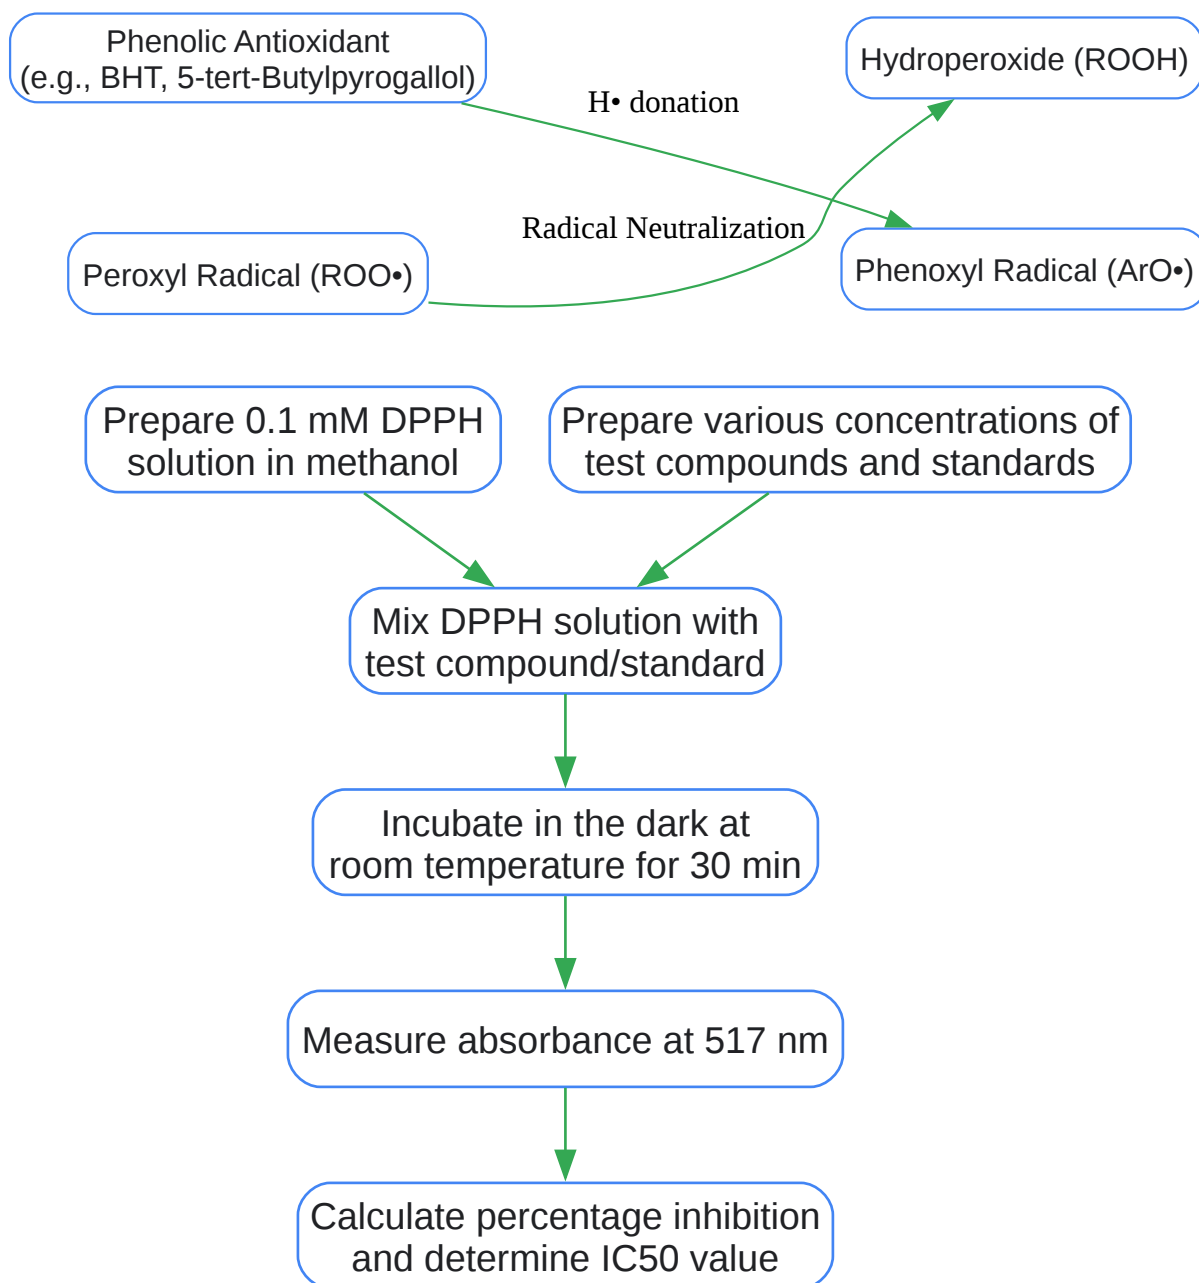 Phenolic Antioxidant
(e.g., BHT, 5-tert-Butylpyrogallol)
Hydroperoxide (ROOH)
H• donation
Radical Neutralization
Peroxyl Radical (ROO•)
Phenoxyl Radical (ArO•)
Prepare 0.1 mM DPPH
solution in methanol
Prepare various concentrations of
test compounds and standards
Mix DPPH solution with
test compound/standard
Incubate in the dark at
room temperature for 30 min
Measure absorbance at 517 nm
Calculate percentage inhibition
and determine IC50 value